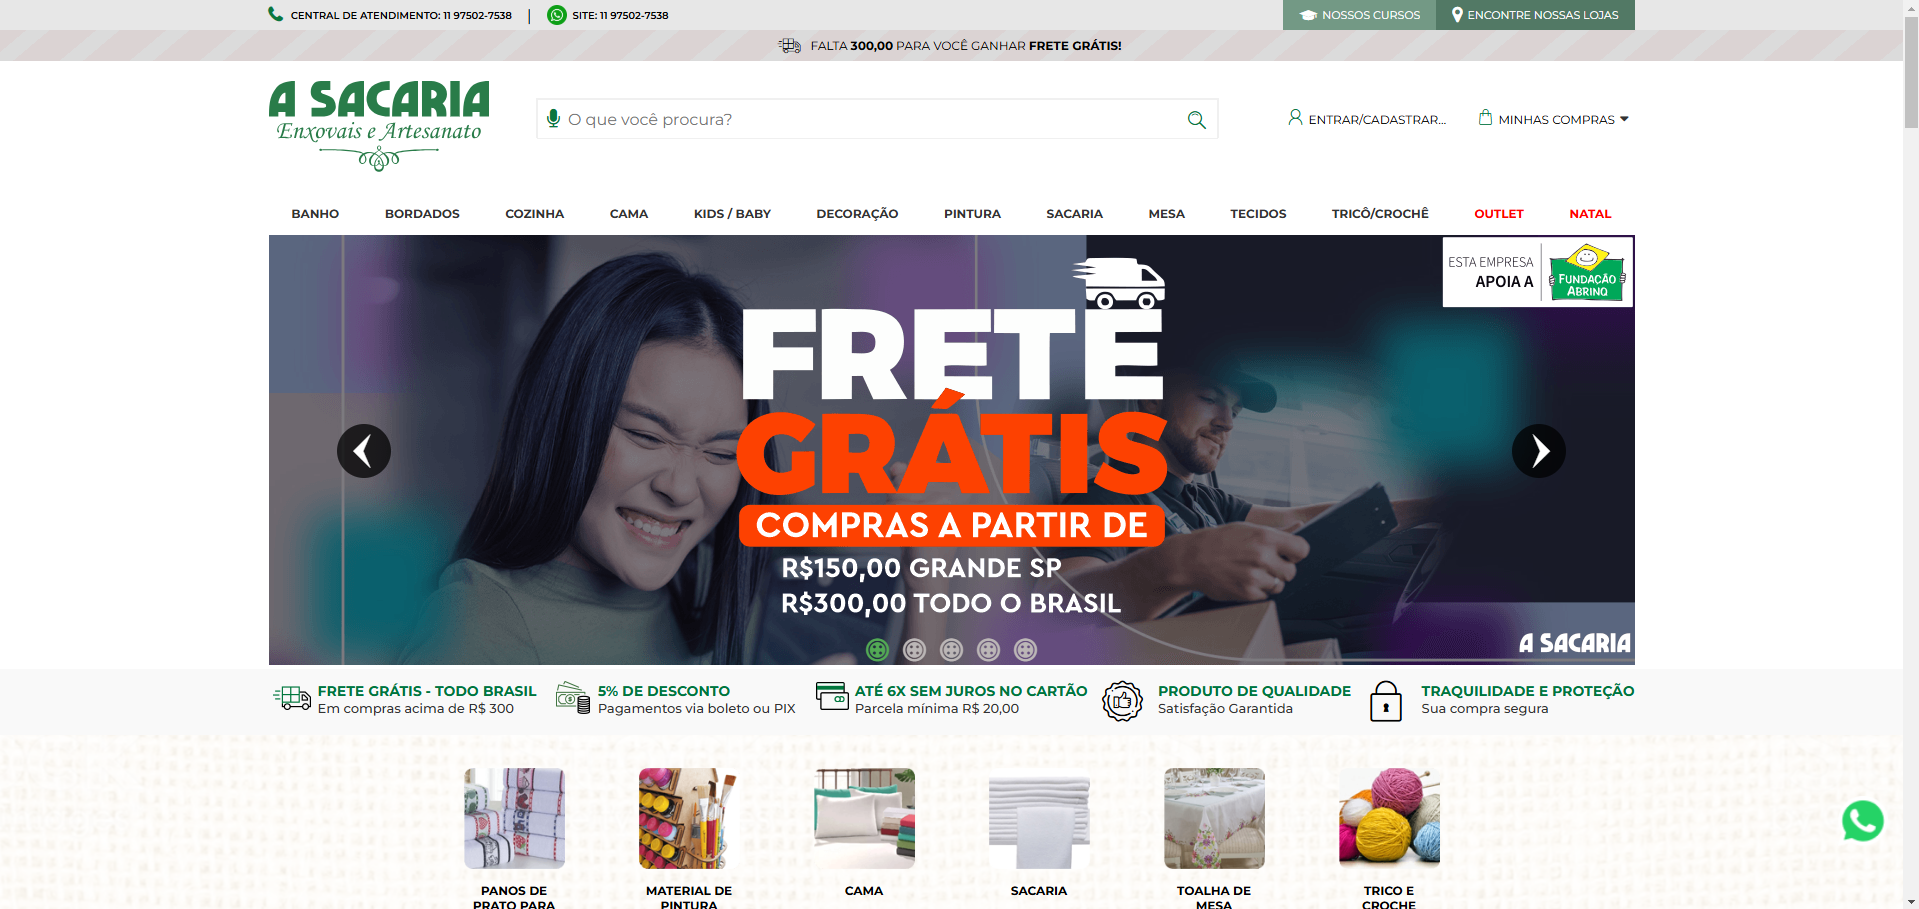 CENTRAL DE ATENDIMENTO: 11 97502-7538 | SITE: 11 97502-7538
NOSSOS CURSOS
ENCONTRE NOSSAS LOJAS
FALTA 300,00 PARA VOCÊ GANHAR FRETE GRÁTIS!
A SACARIA
Enxovais e Artesanato
O que você procura?
ENTRAR/CADASTRAR...
MINHAS COMPRAS
BANHO BORDADOS COZINHA CAMA KIDS / BABY DECORAÇÃO PINTURA SACARIA MESA TECIDOS TRICÔ/CROCHÊ OUTLET NATAL
ESTA EMPRESA
APOIA A
FUNDAÇÃO
ABRINQ
FRETE
GRÁTIS
COMPRAS A PARTIR DE
R$150,00 GRANDE SP
R$300,00 TODO O BRASIL
A SACARIA
FRETE GRÁTIS - TODO BRASIL
Em compras acima de R$ 300
5% DE DESCONTO
Pagamentos via boleto ou PIX
ATÉ 6X SEM JUROS NO CARTÃO
Parcela mínima R$ 20,00
PRODUTO DE QUALIDADE
Satisfação Garantida
TRAQUILIDADE E PROTEÇÃO
Sua compra segura
PANOS DE
PRATO PARA
MATERIAL DE
PINTURA
CAMA
SACARIA
TOALHA DE
MESA
TRICO E
CROCHE